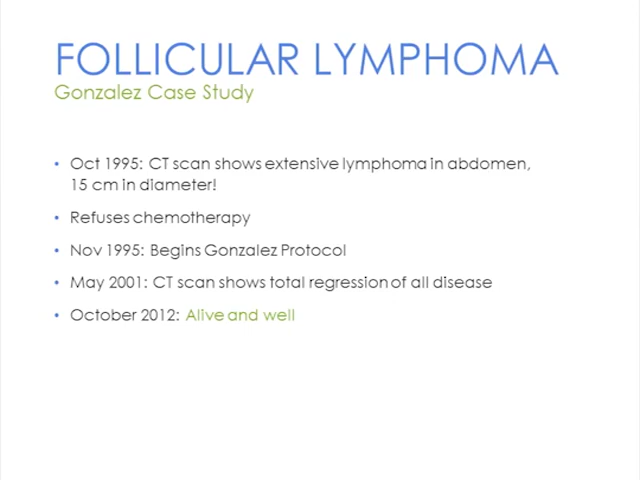 FOLLICULAR LYMPHOMA
Gonzalez Case Study
• Oct 1995: CT scan shows extensive lymphoma in abdomen,
15 cm in diameter!
• Refuses chemotherapy
• Nov 1995: Begins Gonzalez Protocol
• May 2001: CT scan shows total regression of all disease
• October 2012: Alive and well